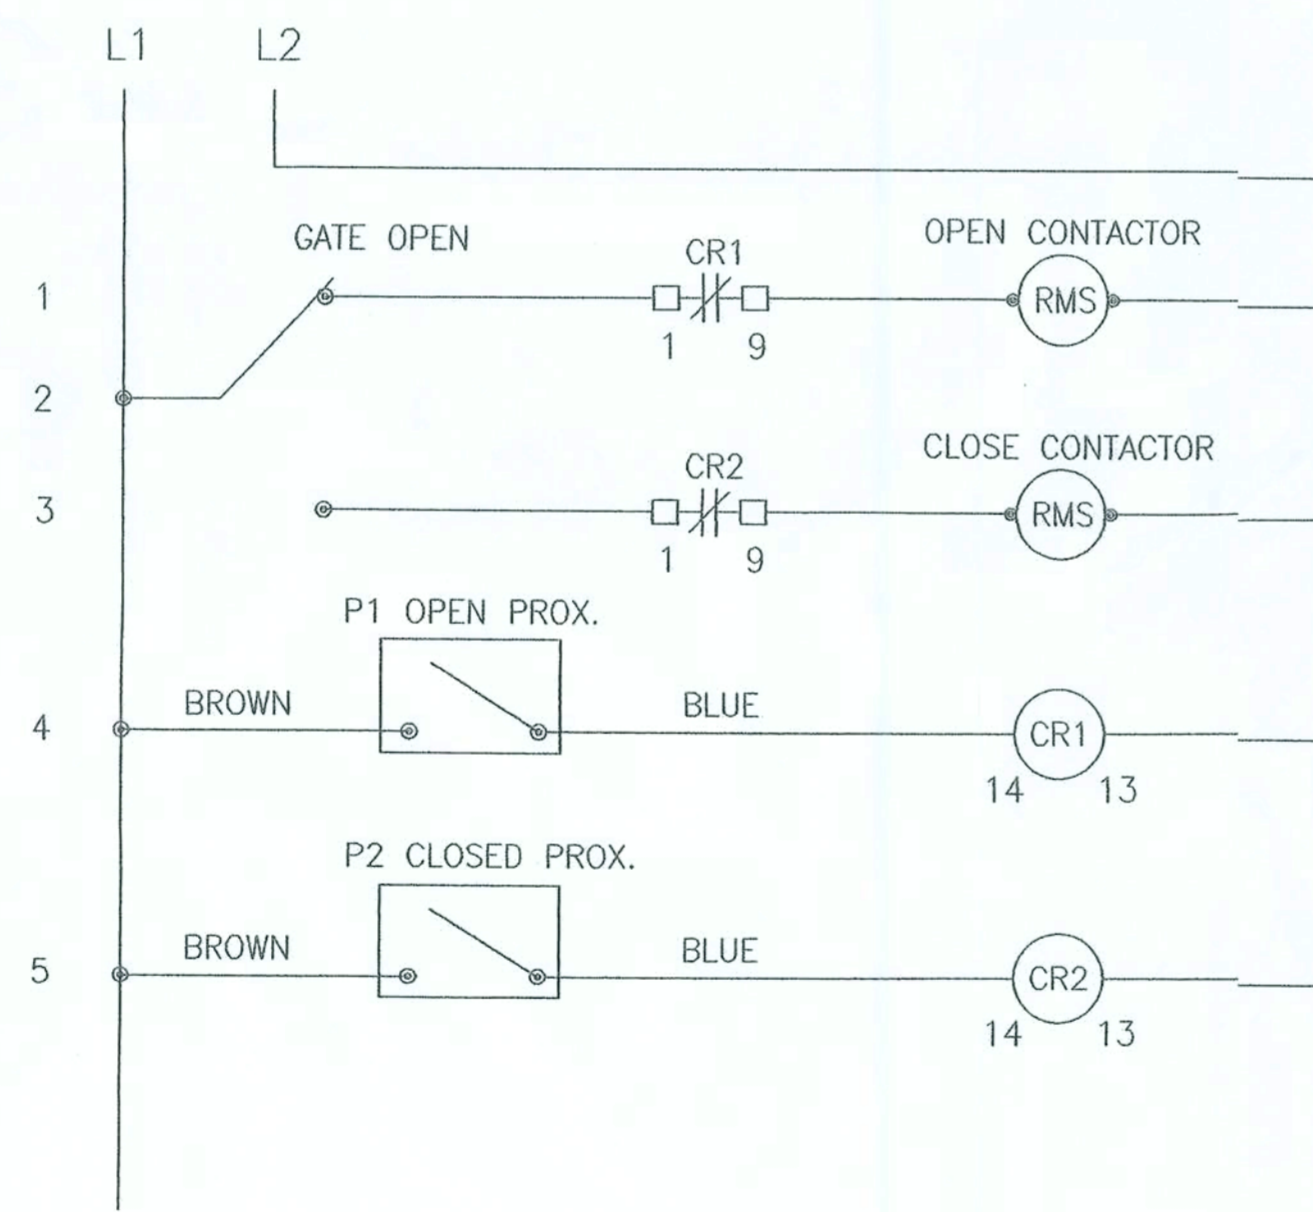 L1 L2
GATE OPEN
OPEN CONTACTOR
CR1
1
RMS
1 9
2
CLOSE CONTACTOR
CR2
3
RMS
1 9
P1 OPEN PROX.
BROWN
BLUE
4
CR1
14 13
P2 CLOSED PROX.
BROWN
BLUE
5
CR2
14 13